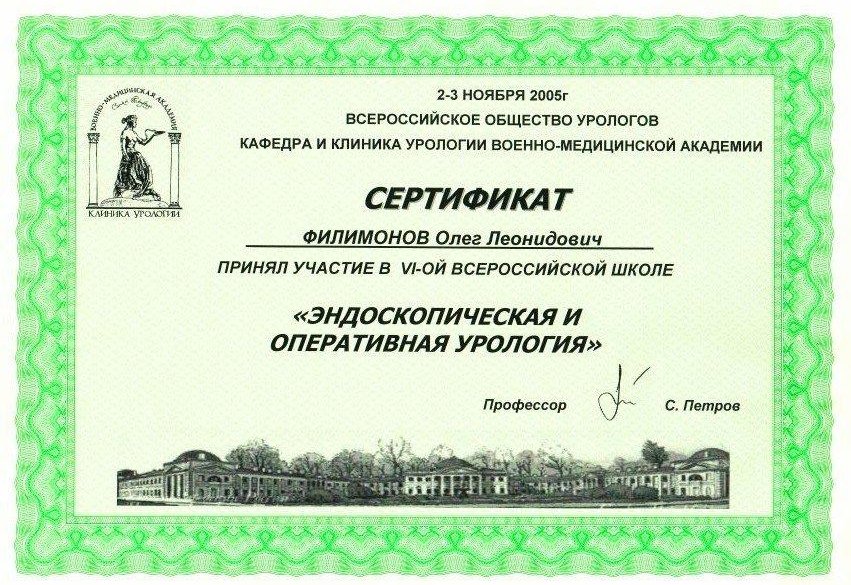 2-3 НОЯБРЯ 2005г
ВСЕРОССИЙСКОЕ ОБЩЕСТВО УРОЛОГОВ
КАФЕДРА И КЛИНИКА УРОЛОГИИ ВОЕННО-МЕДИЦИНСКОЙ АКАДЕМИИ
ВОЕННО-МЕДИЦИНСКАЯ АКАДЕМИЯ
КЛИНИКА УРОЛОГИИ
СЕРТИФИКАТ
ФИЛИМОНОВ Олег Леонидович
ПРИНЯЛ УЧАСТИЕ В VI-ОЙ ВСЕРОССИЙСКОЙ ШКОЛЕ
«ЭНДОСКОПИЧЕСКАЯ И
ОПЕРАТИВНАЯ УРОЛОГИЯ»
Профессор С. Петров